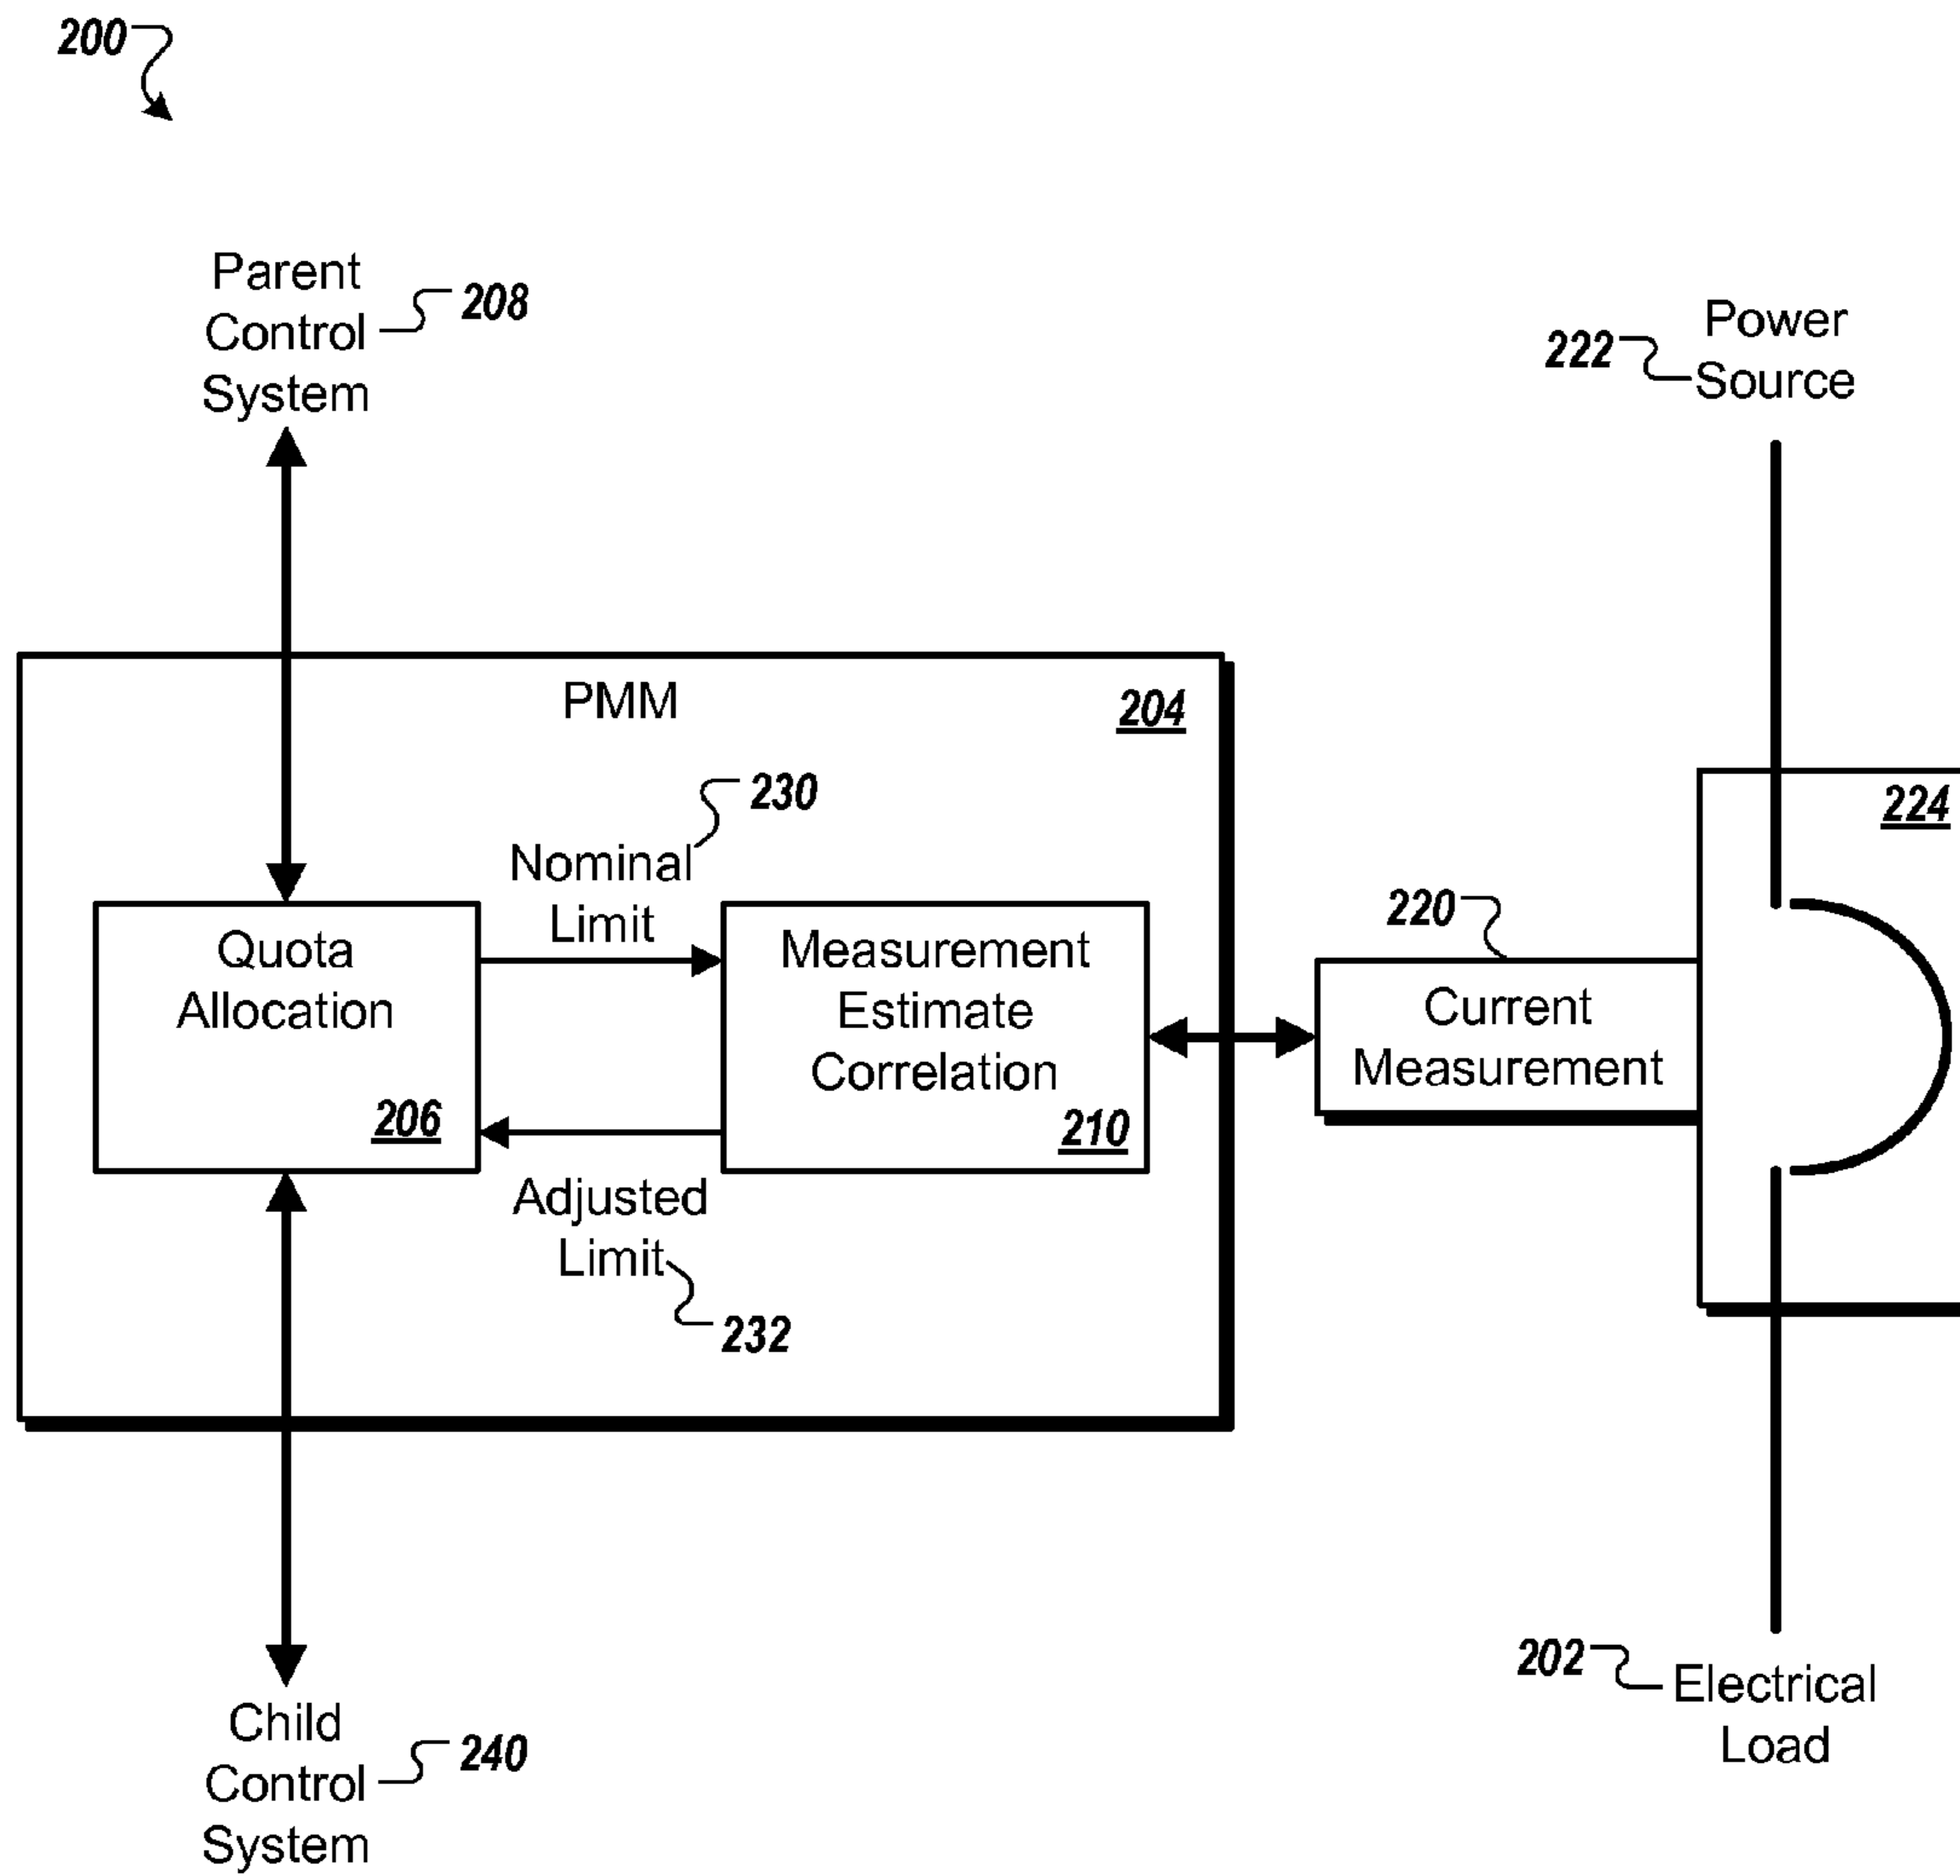 200
Parent
Control
System
208
Power
Source
222
PMM
204
230
Nominal
Limit
224
Quota
Allocation
206
Measurement
Estimate
Correlation
210
220
Current
Measurement
Adjusted
Limit
232
202
Electrical
Load
Child
Control
System
240